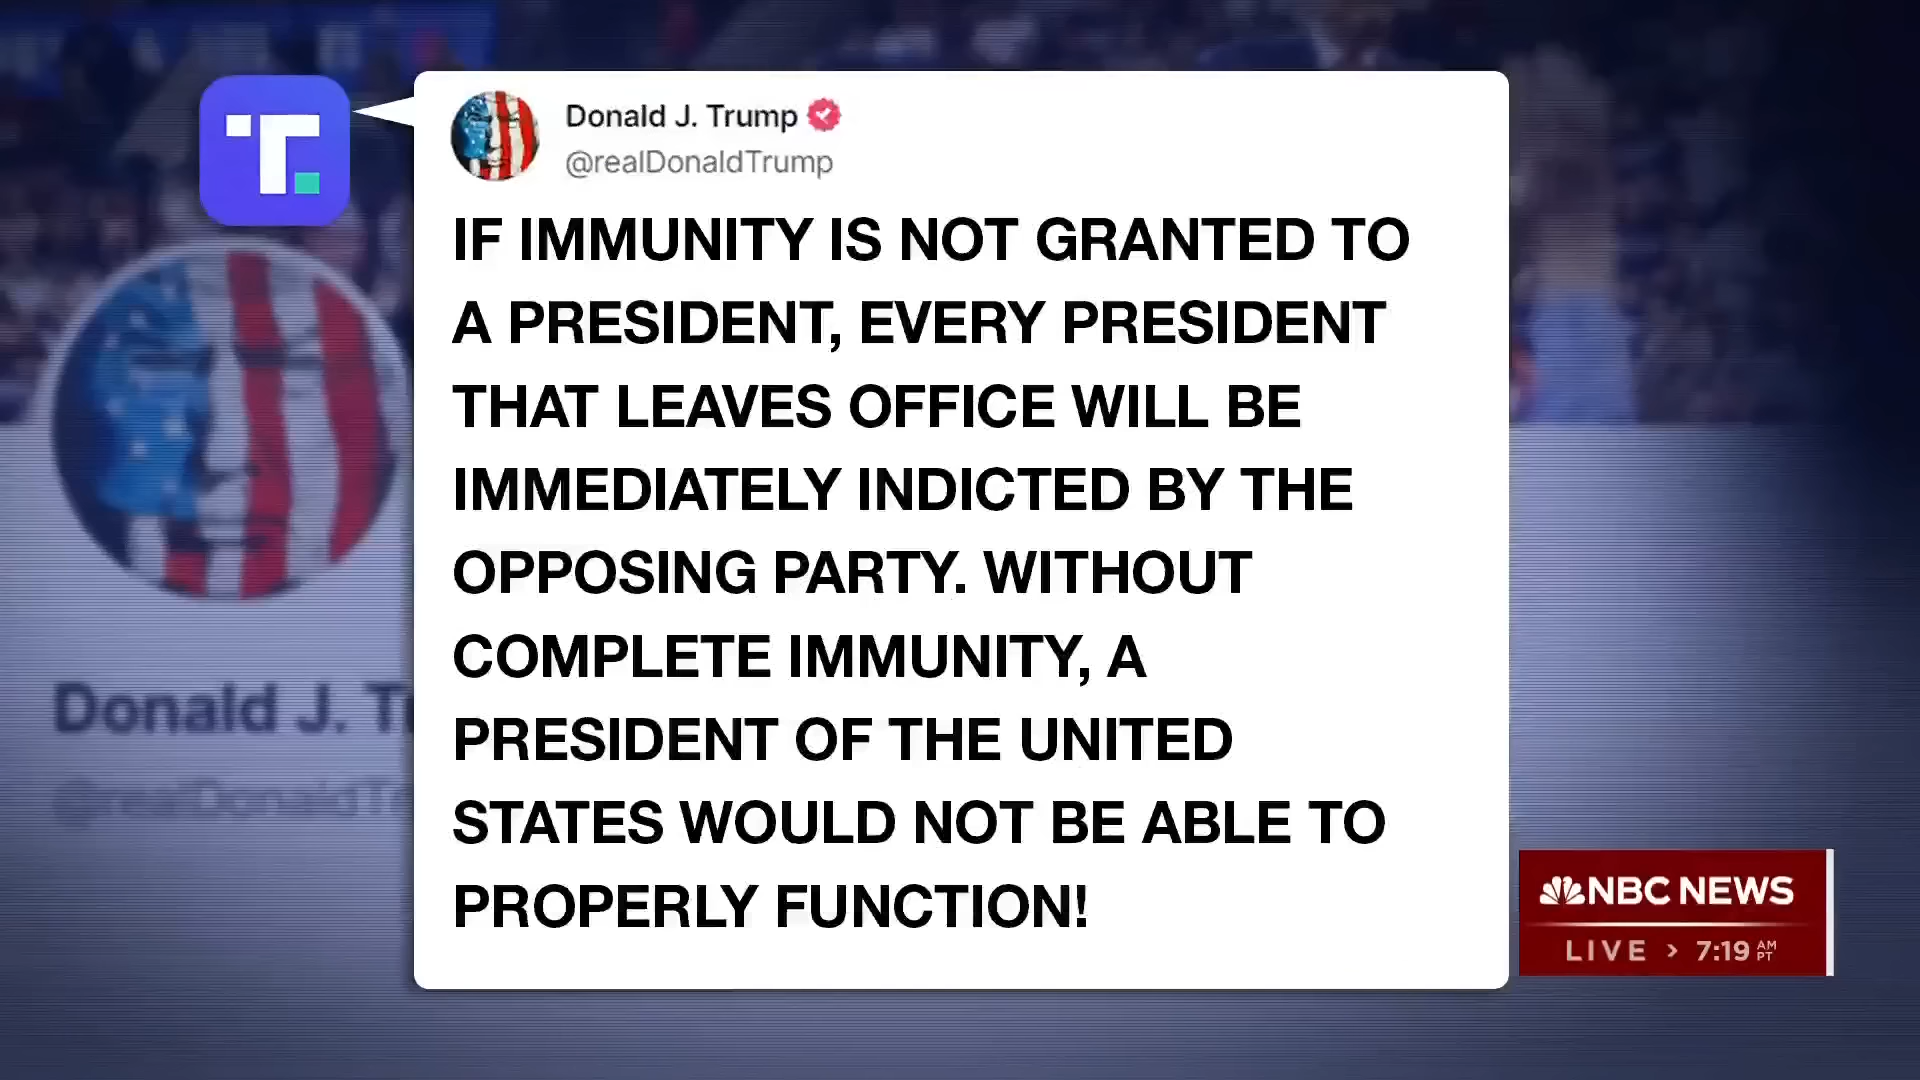 Donald J. Trump
@realDonaldTrump
IF IMMUNITY IS NOT GRANTED TO
A PRESIDENT, EVERY PRESIDENT
THAT LEAVES OFFICE WILL BE
IMMEDIATELY INDICTED BY THE
OPPOSING PARTY. WITHOUT
COMPLETE IMMUNITY, A
PRESIDENT OF THE UNITED
STATES WOULD NOT BE ABLE TO
PROPERLY FUNCTION!
Donald J. Tr
@realDonaldTr
NBC NEWS
LIVE > 7:19 AM PT